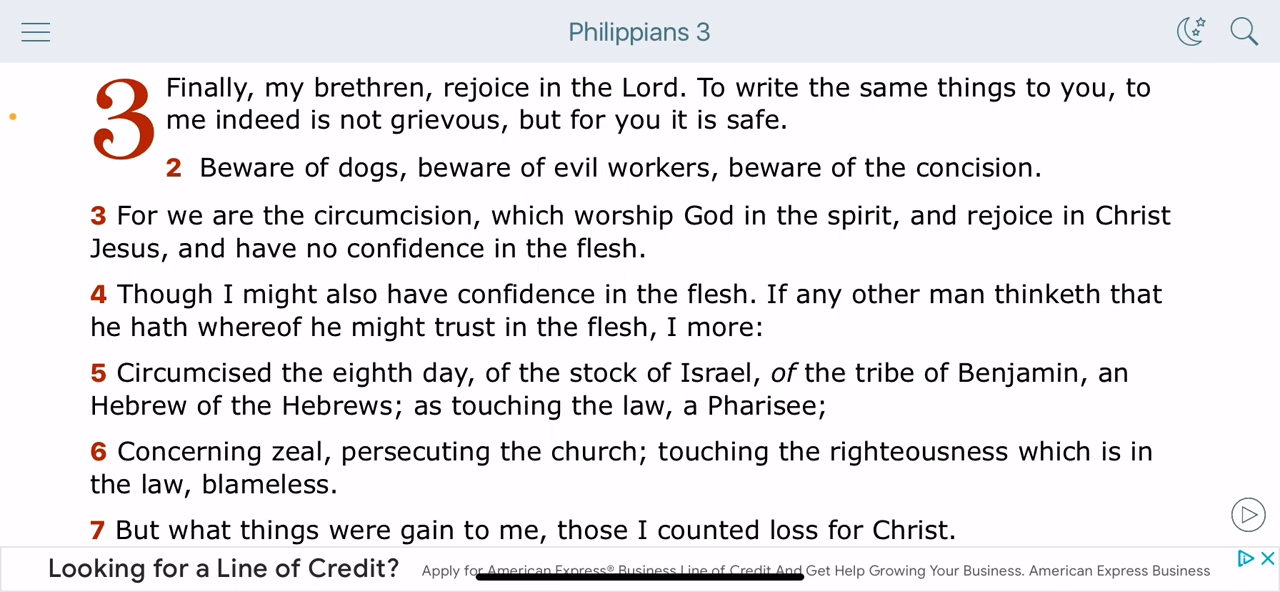 Philippians 3
3 Finally, my brethren, rejoice in the Lord. To write the same things to you, to
me indeed is not grievous, but for you it is safe.
2 Beware of dogs, beware of evil workers, beware of the concision.
3 For we are the circumcision, which worship God in the spirit, and rejoice in Christ
Jesus, and have no confidence in the flesh.
4 Though I might also have confidence in the flesh. If any other man thinketh that
he hath whereof he might trust in the flesh, I more:
5 Circumcised the eighth day, of the stock of Israel, of the tribe of Benjamin, an
Hebrew of the Hebrews; as touching the law, a Pharisee;
6 Concerning zeal, persecuting the church; touching the righteousness which is in
the law, blameless.
7 But what things were gain to me, those I counted loss for Christ.
Looking for a Line of Credit? Apply for American Express® Business Line of Credit And Get Help Growing Your Business. American Express Business